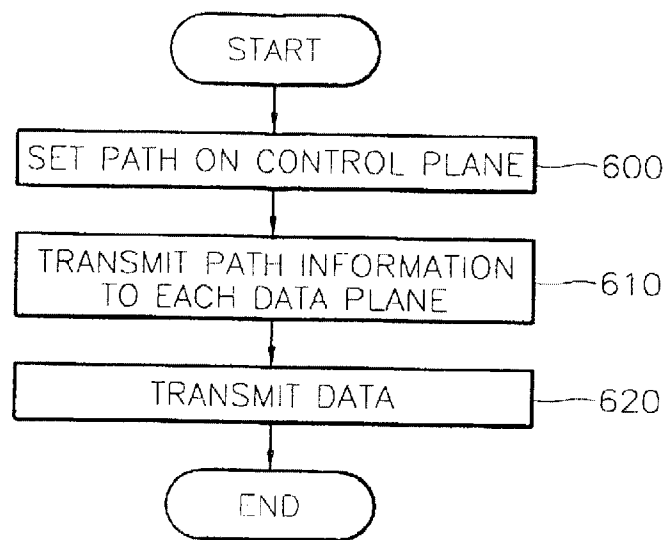 START
SET PATH ON CONTROL PLANE
600
TRANSMIT PATH INFORMATION
TO EACH DATA PLANE
610
TRANSMIT DATA
620
END